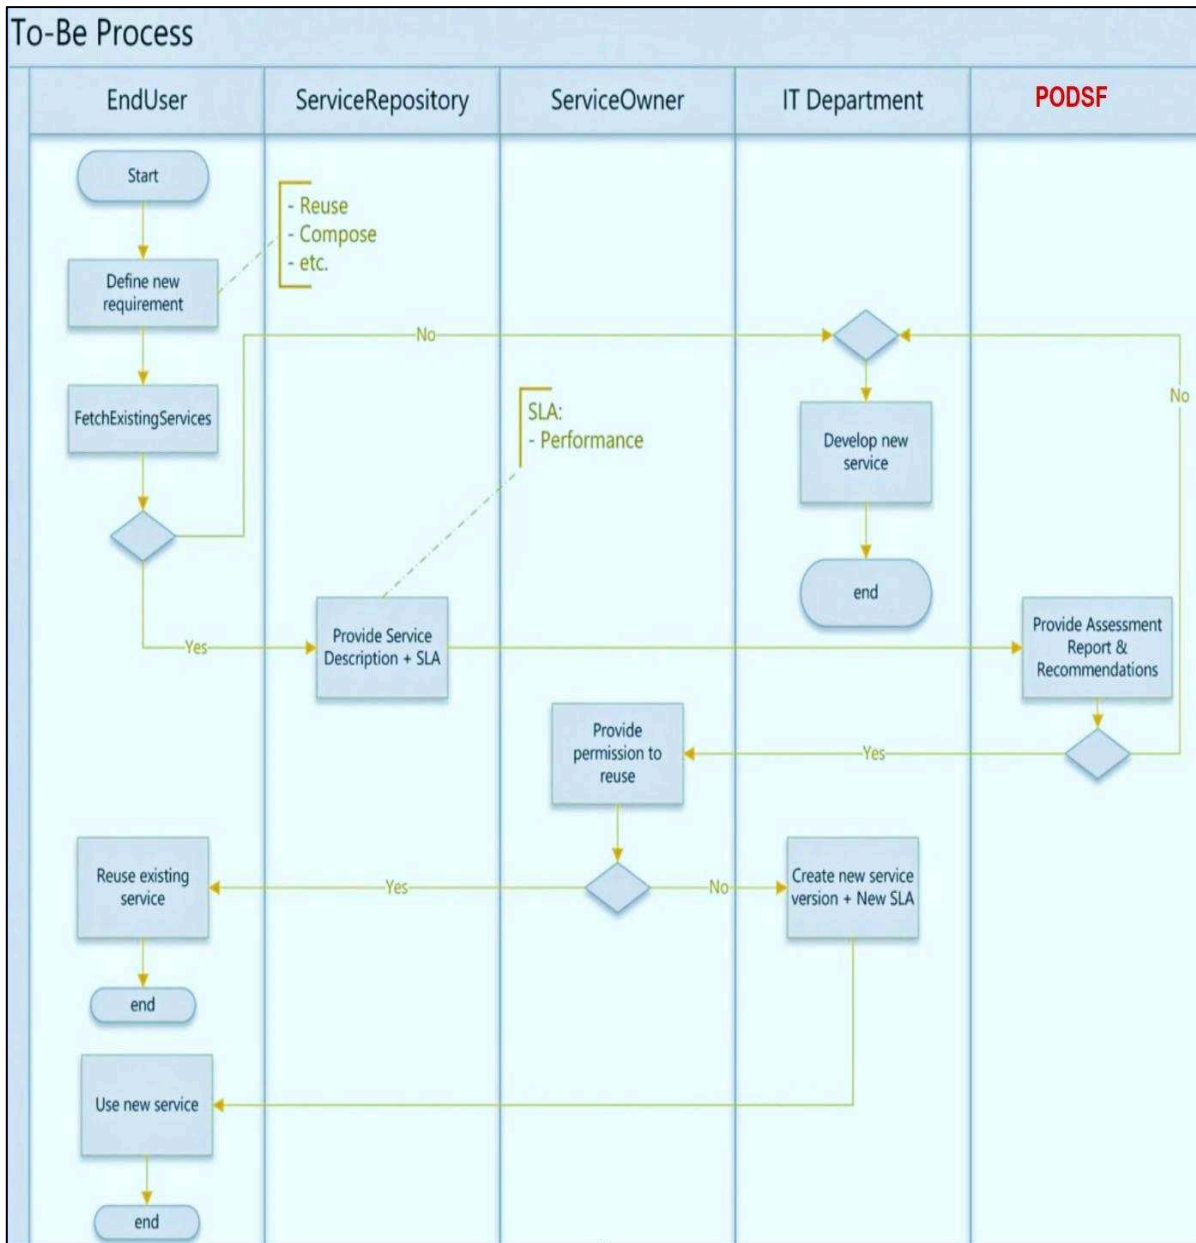 To-Be Process
EndUser
ServiceRepository
ServiceOwner
IT Department
PODSF
Start
- Reuse
- Compose
- etc.
Define new
requirement
No
No
FetchExistingServices
SLA:
- Performance
Develop new
service
end
Yes
Provide Service
Description + SLA
Provide Assessment
Report &
Recommendations
Provide
permission to
reuse
Yes
Reuse existing
service
Yes
No
Create new service
version + New SLA
end
Use new service
end